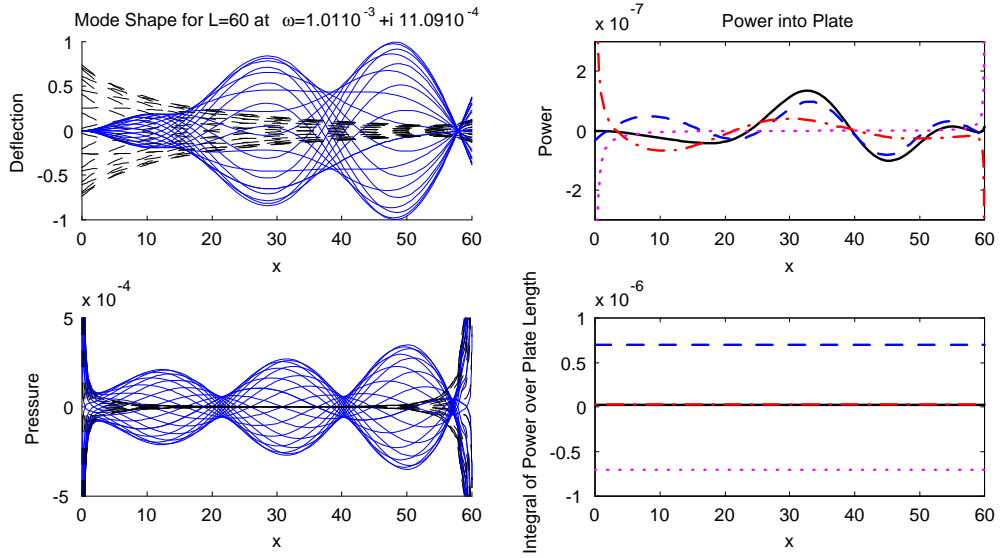 Mode Shape for L=60 at ω=1.0110^-3 +i 11.0910^-4
1
0.5
0
-0.5
-1
Deflection
0 10 20 30 40 50 60
x
Power into Plate
x 10^-7
2
0
-2
Power
0 10 20 30 40 50 60
x
x 10^-4
5
0
-5
Pressure
0 10 20 30 40 50 60
x
x 10^-6
1
0.5
0
-0.5
-1
Integral of Power over Plate Length
0 10 20 30 40 50 60
x